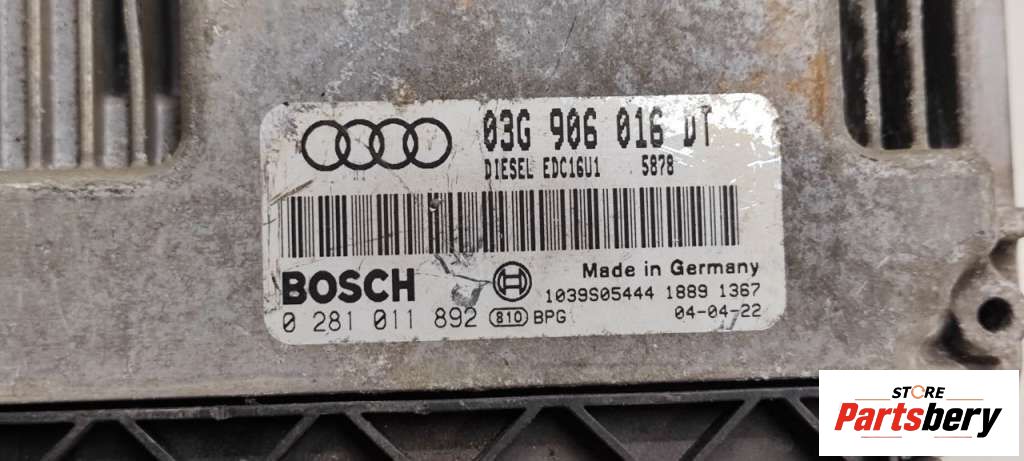 03G 906 016 DT
DIESEL EDC16U1 5878
BOSCH
Made in Germany
1039S05444 1889 1367
0 281 011 892 810 BPG
04-04-22
STORE
Partsbery